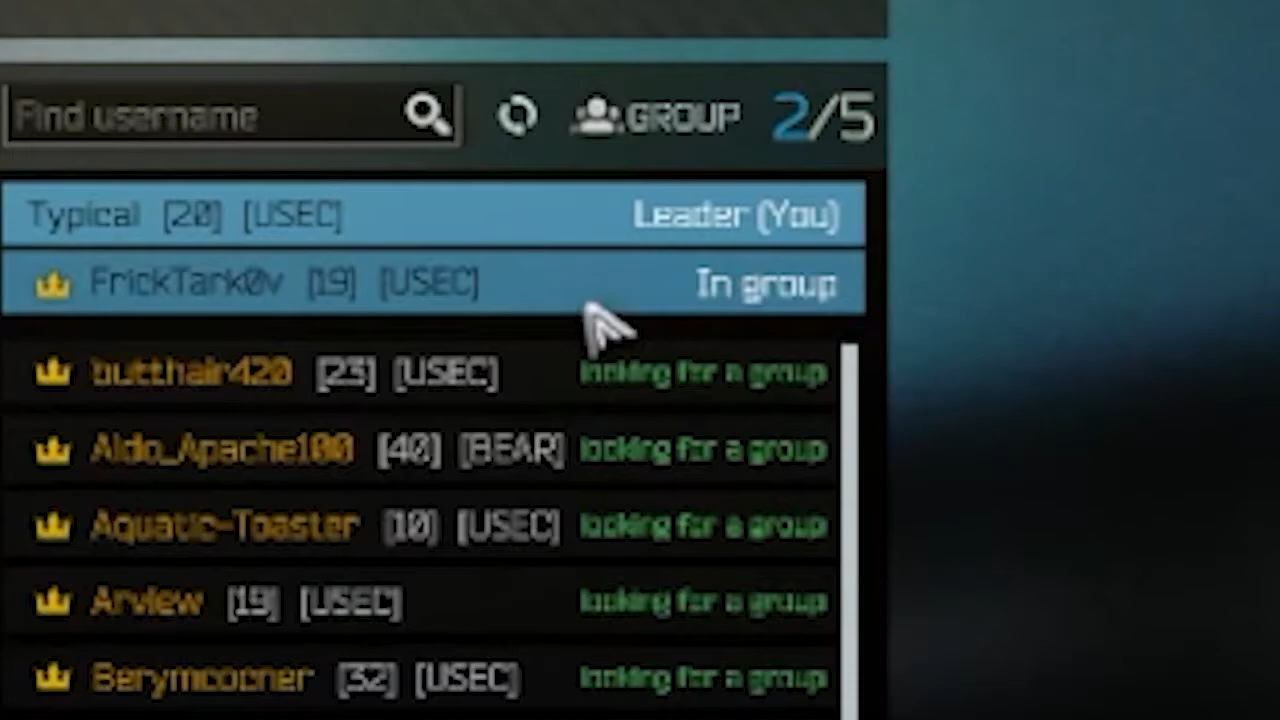 Find username GROUP 2/5
Typical [20] [USEC] Leader (You)
FrickTark0v [19] [USEC] In group
butthair420 [23] [USEC] looking for a group
Aldo_Apache100 [40] [BEAR] looking for a group
Aquatic-Toaster [10] [USEC] looking for a group
Arview [19] [USEC] looking for a group
[32] [USEC] looking for a group